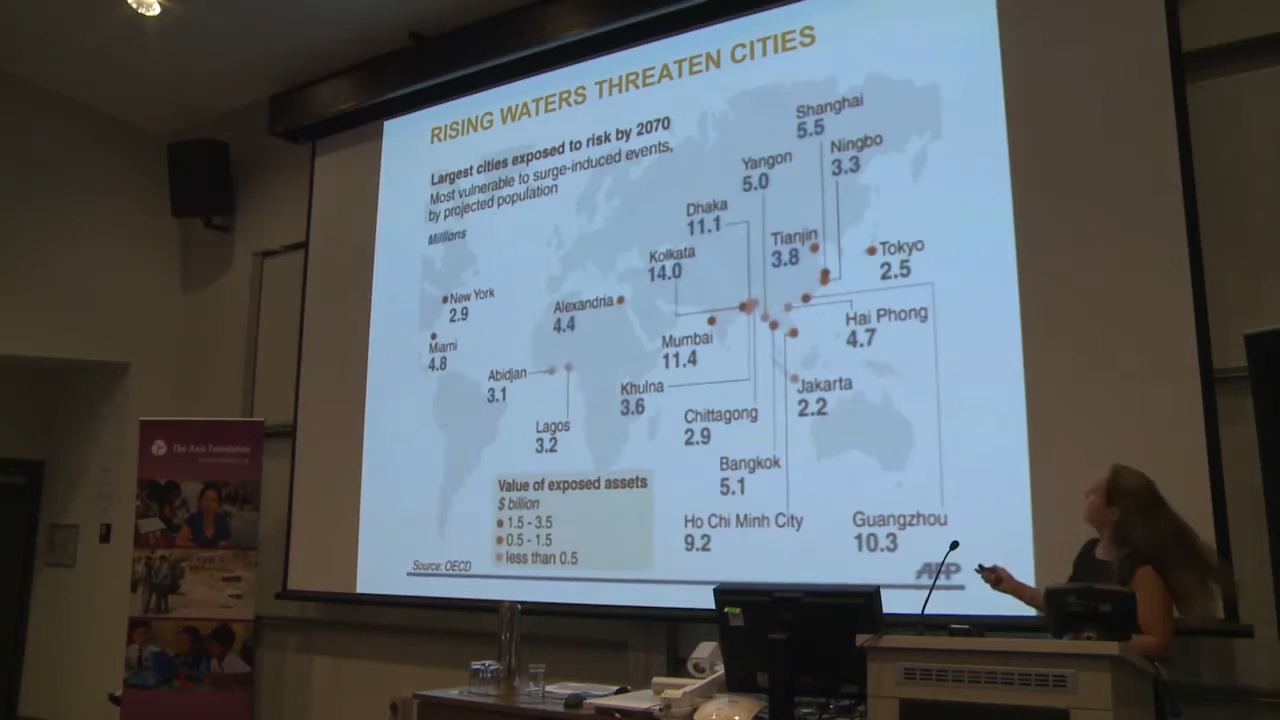 RISING WATERS THREATEN CITIES
Largest cities exposed to risk by 2070
Most vulnerable to surge-induced events,
by projected population
Millions
Shanghai
5.5
Ningbo
3.3
Yangon
5.0
Dhaka
11.1
Tianjin
3.8
Tokyo
2.5
Kolkata
14.0
New York
2.9
Alexandria
4.4
Hai Phong
4.7
Miami
4.8
Mumbai
11.4
Abidjan
3.1
Khulna
3.6
Jakarta
2.2
Lagos
3.2
Chittagong
2.9
Bangkok
5.1
Ho Chi Minh City
9.2
Guangzhou
10.3
Value of exposed assets
$ billion
1.5 - 3.5
0.5 - 1.5
less than 0.5
Source: OECD
AFP
The Asia Foundation